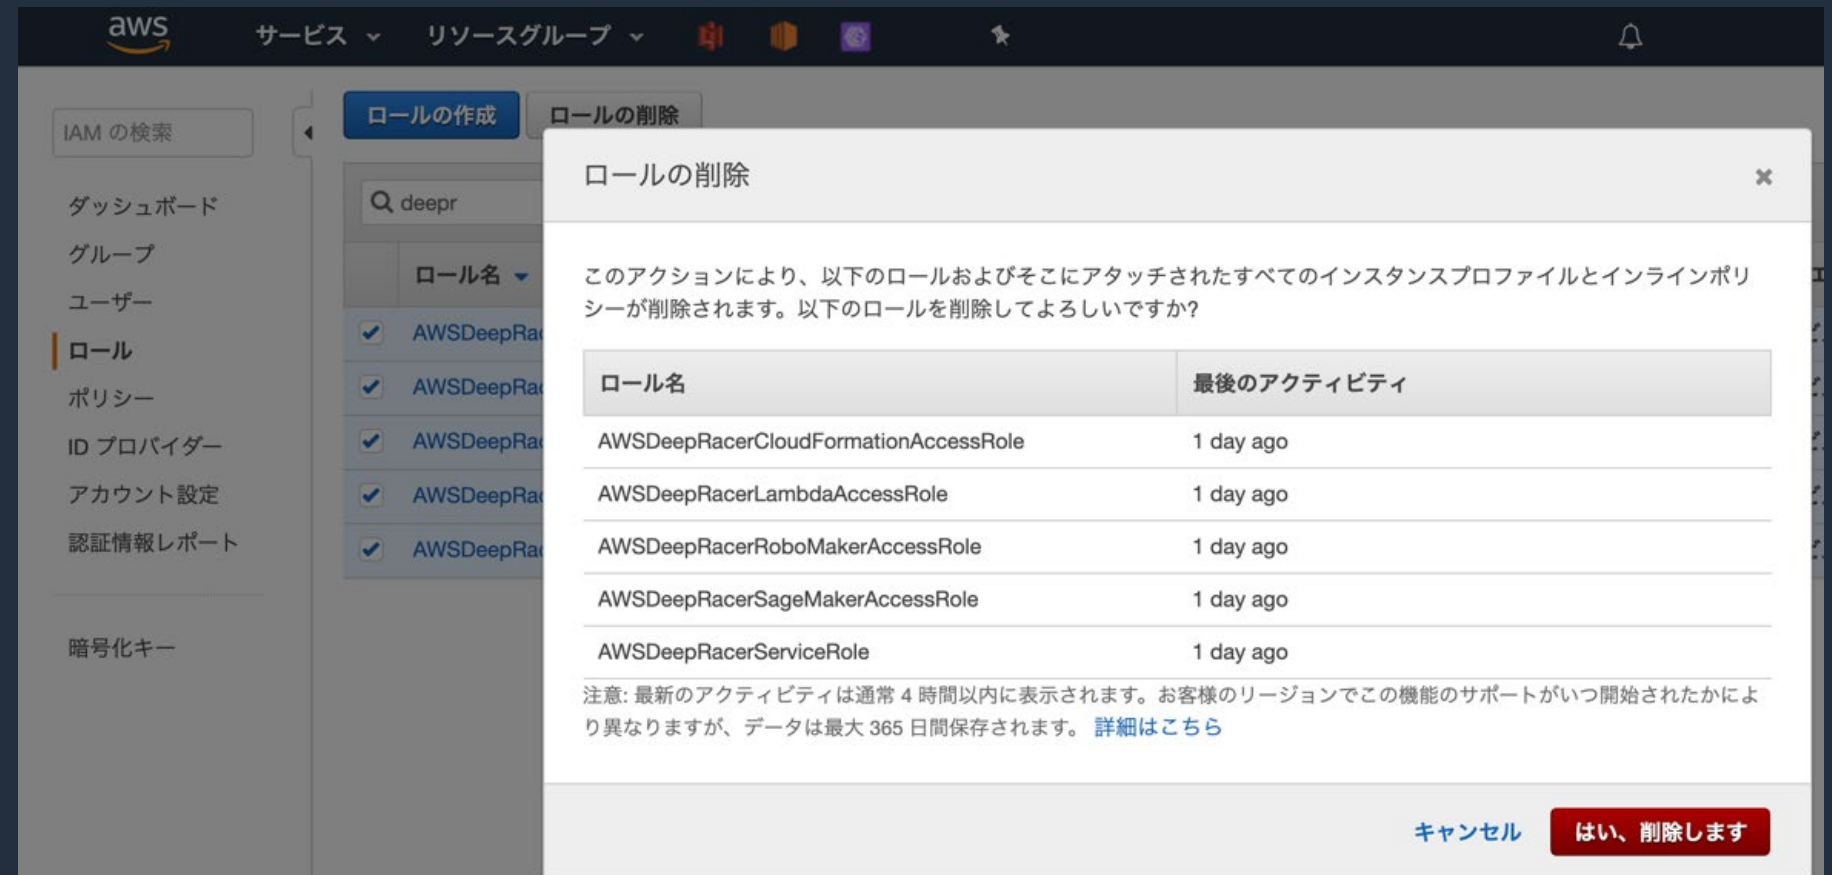 aws
サービス
リソースグループ
IAM の検索
ダッシュボード
グループ
ユーザー
ロール
ポリシー
ID プロバイダー
アカウント設定
認証情報レポート
暗号化キー
ロールの作成
ロールの削除
deepr
ロール名
AWSDeepRac
AWSDeepRac
AWSDeepRac
AWSDeepRac
AWSDeepRac
ロールの削除
このアクションにより、以下のロールおよびそこにアタッチされたすべてのインスタンスプロファイルとインラインポリ
シーが削除されます。以下のロールを削除してよろしいですか?
ロール名 最後のアクティビティ
AWSDeepRacerCloudFormationAccessRole 1 day ago
AWSDeepRacerLambdaAccessRole 1 day ago
AWSDeepRacerRoboMakerAccessRole 1 day ago
AWSDeepRacerSageMakerAccessRole 1 day ago
AWSDeepRacerServiceRole 1 day ago
注意: 最新のアクティビティは通常 4 時間以内に表示されます。お客様のリージョンでこの機能のサポートがいつ開始されたかによ
り異なりますが、データは最大 365 日間保存されます。 詳細はこちら
キャンセル
はい、削除します